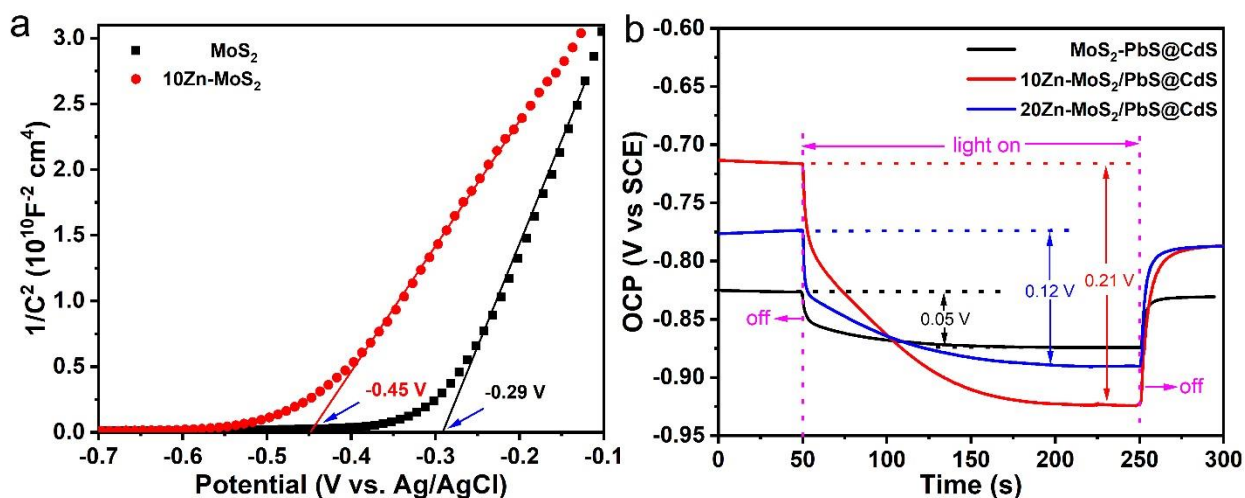 a
MoS₂
10Zn-MoS₂
1/C² (10¹⁰F⁻² cm⁴)
3.0
2.5
2.0
1.5
1.0
0.5
0.0
-0.45 V
-0.29 V
-0.7 -0.6 -0.5 -0.4 -0.3 -0.2 -0.1
Potential (V vs. Ag/AgCl)
b
MoS₂-PbS@CdS
10Zn-MoS₂/PbS@CdS
20Zn-MoS₂/PbS@CdS
OCP (V vs SCE)
-0.60
-0.65
-0.70
-0.75
-0.80
-0.85
-0.90
-0.95
light on
0.05 V
0.12 V
0.21 V
off
off
0 50 100 150 200 250 300
Time (s)